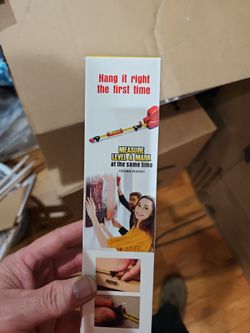 Hang it right
the first time
MEASURE,
LEVEL & MARK
at the same time